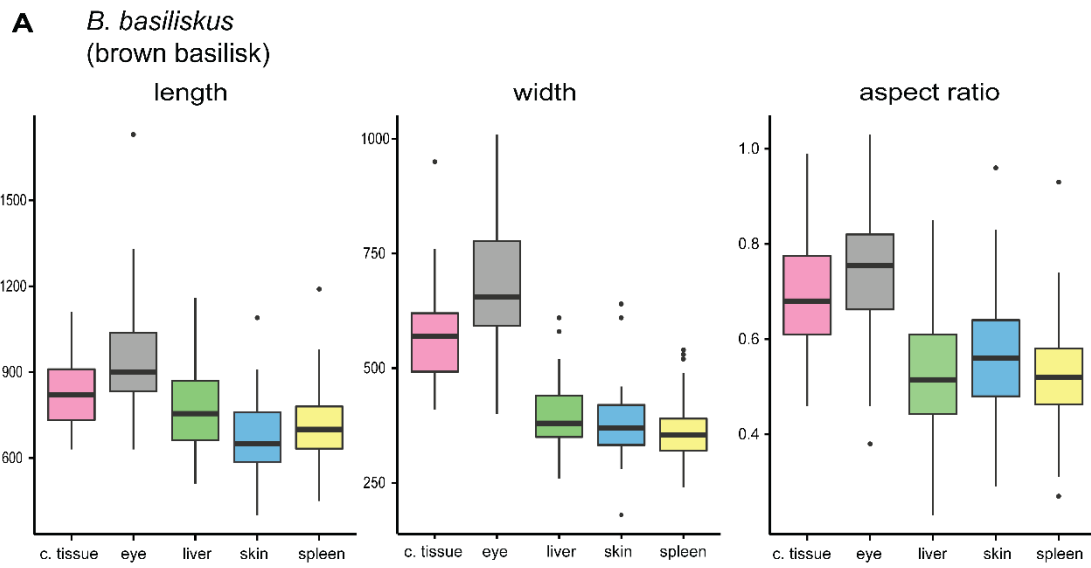 A
B. basiliskus
(brown basilisk)
length
width
aspect ratio
1500
1200
900
600
c. tissue eye liver skin spleen
1000
750
500
250
c. tissue eye liver skin spleen
1.0
0.8
0.6
0.4
c. tissue eye liver skin spleen